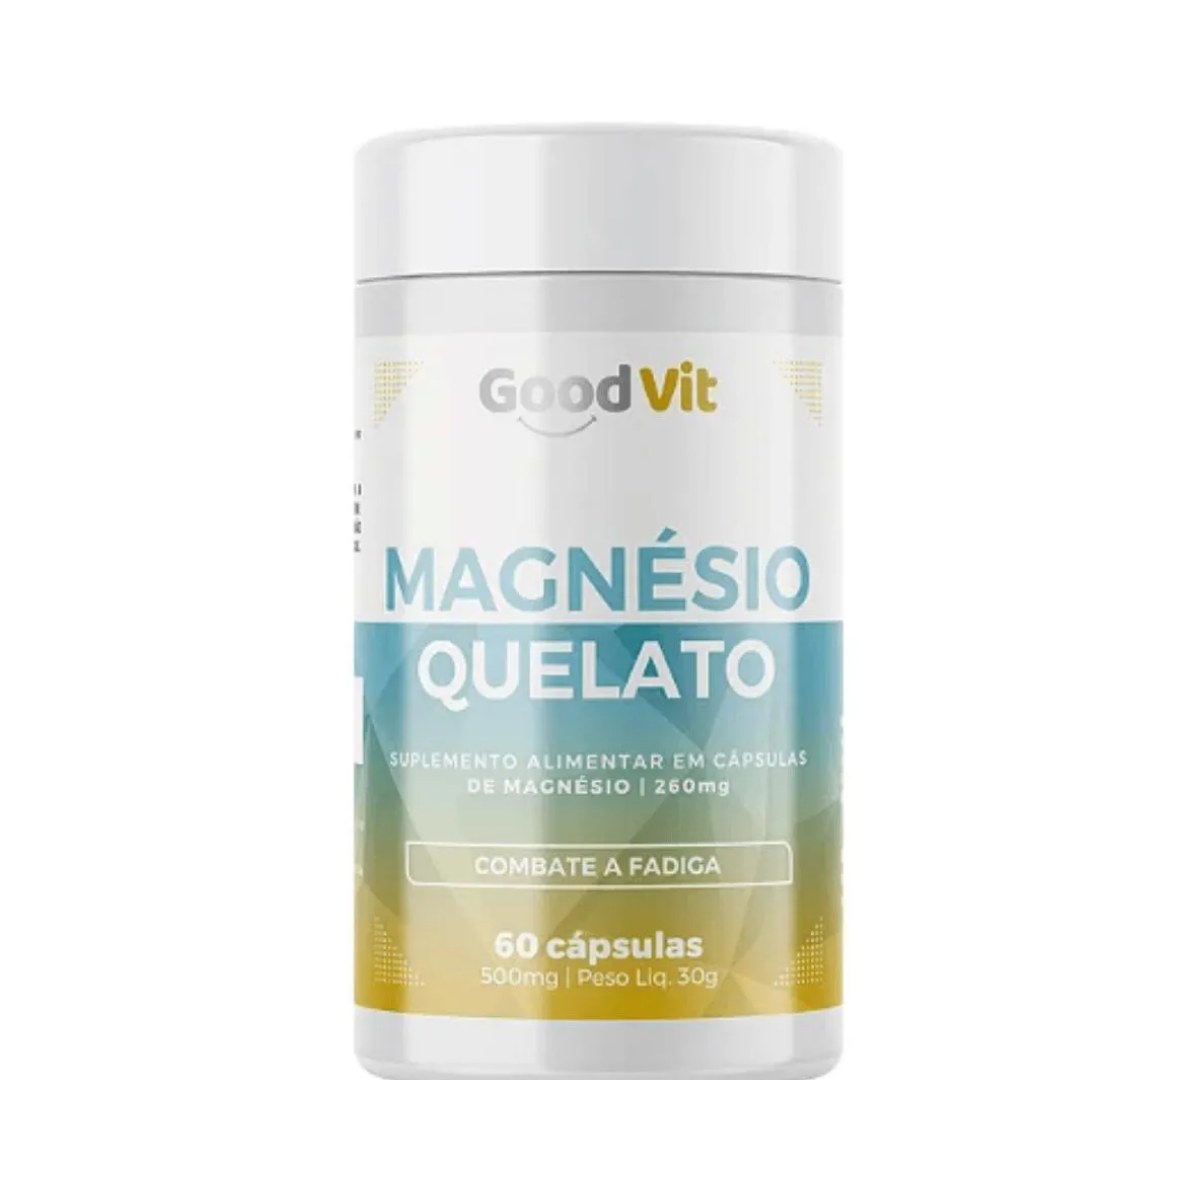 Good Vit
MAGNÉSIO
QUELATO
SUPLEMENTO ALIMENTAR EM CÁPSULAS
DE MAGNÉSIO | 260mg
COMBATE A FADIGA
60 cápsulas
500mg | Peso Liq. 30g